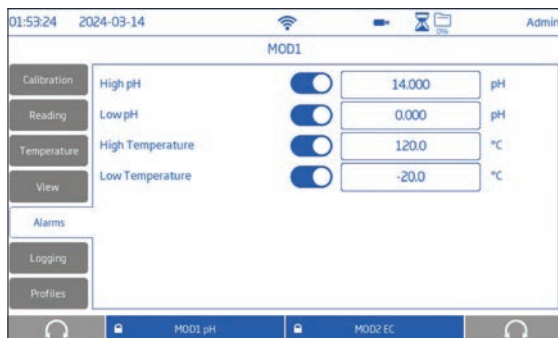 01:53:24 2024-03-14 0% Admin
MOD1
Calibration
High pH 14.000 pH
Reading
Low pH 0.000 pH
Temperature
High Temperature 120.0 °C
View
Low Temperature -20.0 °C
Alarms
Logging
Profiles
MOD1 pH MOD2 EC